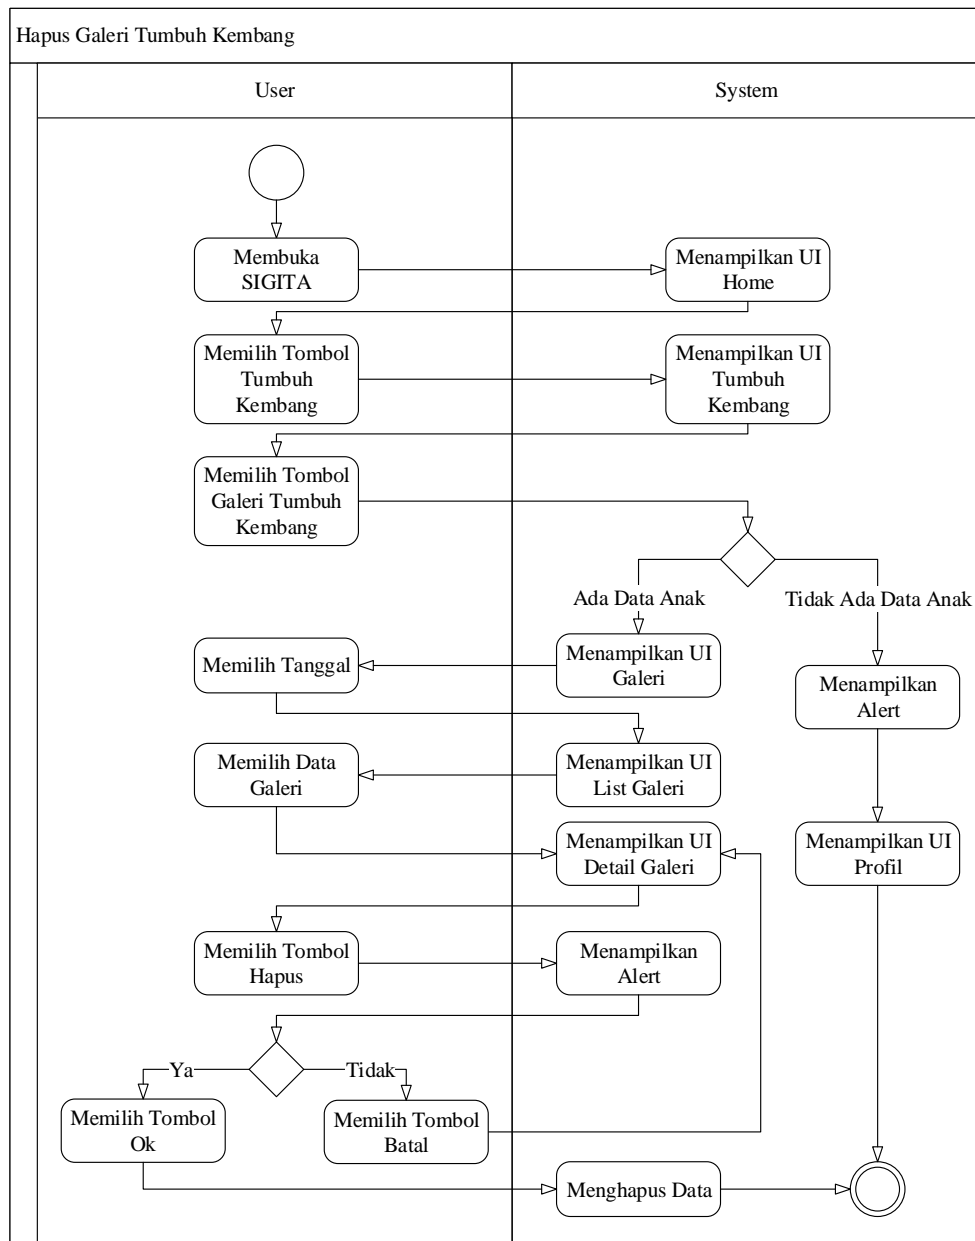 Hapus Galeri Tumbuh Kembang
User
System
Membuka
SIGITA
Menampilkan UI
Home
Memilih Tombol
Tumbuh
Kembang
Menampilkan UI
Tumbuh
Kembang
Memilih Tombol
Galeri Tumbuh
Kembang
Ada Data Anak
Tidak Ada Data Anak
Menampilkan UI
Galeri
Memilih Tanggal
Menampilkan
Alert
Menampilkan UI
List Galeri
Memilih Data
Galeri
Menampilkan UI
Detail Galeri
Menampilkan UI
Profil
Memilih Tombol
Hapus
Menampilkan
Alert
Ya
Tidak
Memilih Tombol
Ok
Memilih Tombol
Batal
Menghapus Data